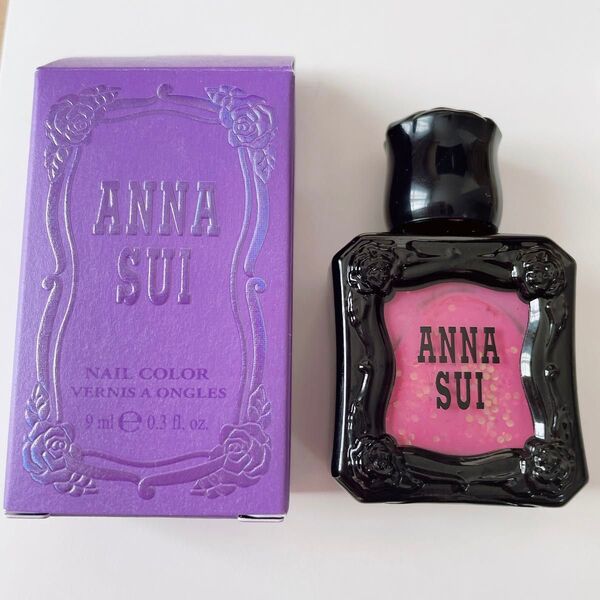 ANNA
SUI
NAIL COLOR
VERNIS A ONGLES
9 ml ℮ 0.3 fl. oz.
ANNA
SUI